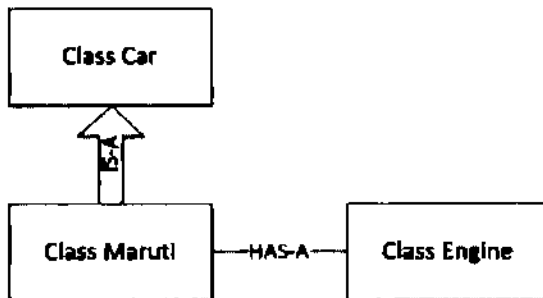 Class Car
IS-A
Class Maruti
HAS-A
Class Engine